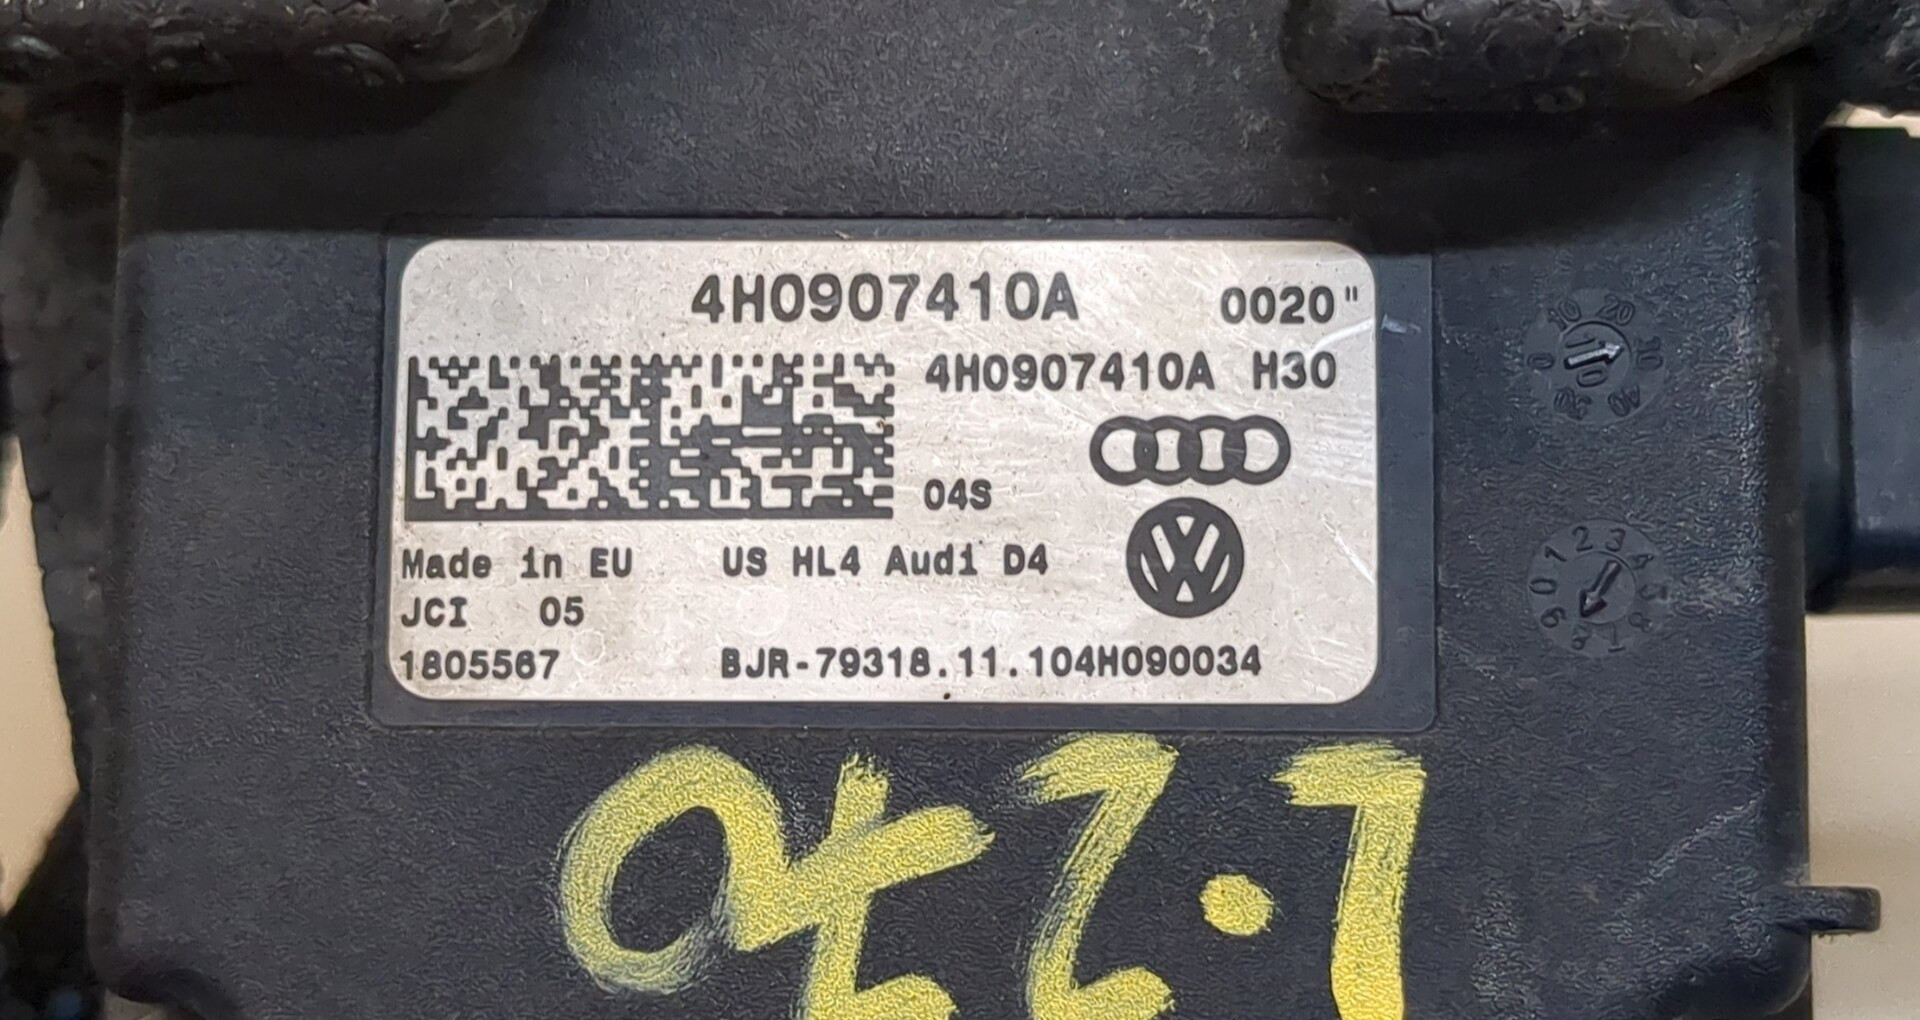 4H0907410A 0020"
4H0907410A H30
04S
Made in EU US HL4 Audi D4
JCI 05
1805567 BJR-79318.11.104H090034